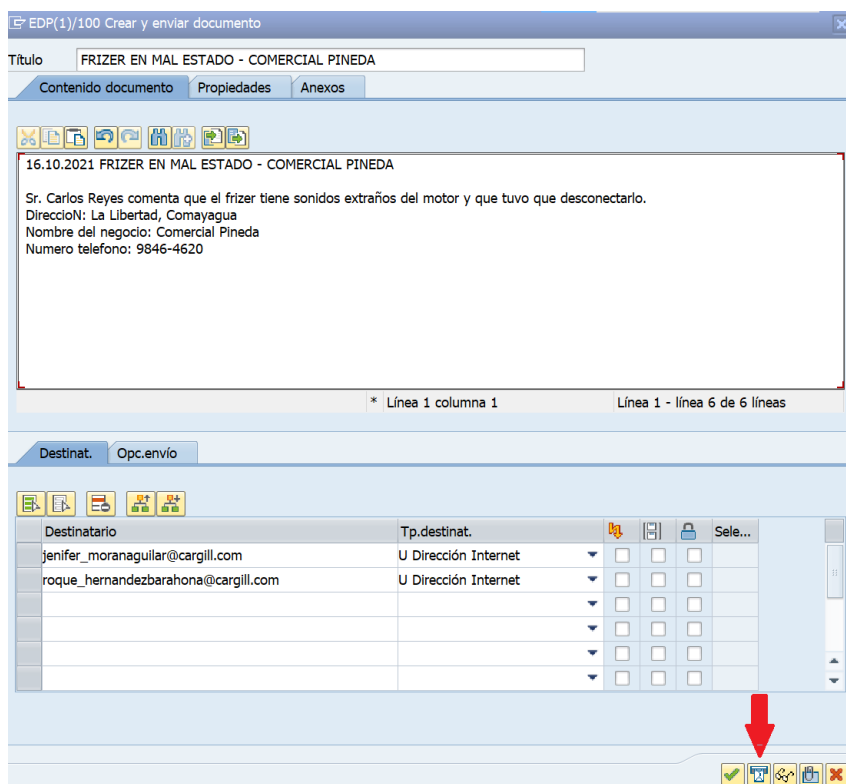 EDP(1)/100 Crear y enviar documento
Título FRIZER EN MAL ESTADO - COMERCIAL PINEDA
Contenido documento Propiedades Anexos
16.10.2021 FRIZER EN MAL ESTADO - COMERCIAL PINEDA
Sr. Carlos Reyes comenta que el frizer tiene sonidos extraños del motor y que tuvo que desconectarlo.
DireccioN: La Libertad, Comayagua
Nombre del negocio: Comercial Pineda
Numero telefono: 9846-4620
* Línea 1 columna 1 Línea 1 - línea 6 de 6 líneas
Destinat. Opc.envío
Destinatario Tp.destinat. Sele...
jenifer_moranaguilar@cargill.com U Dirección Internet
roque_hernandezbarahona@cargill.com U Dirección Internet